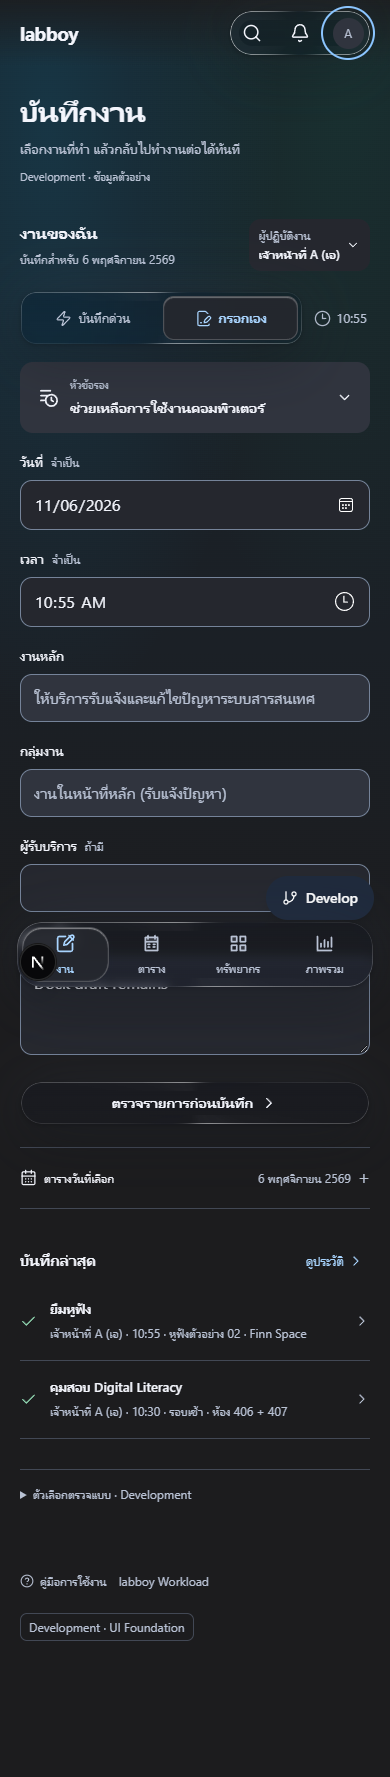 labboy
A
บันทึกงาน
เลือกงานที่ทำ แล้วกลับไปทำงานต่อได้ทันที
Development · ข้อมูลตัวอย่าง
งานของฉัน
บันทึกสำหรับ 6 พฤศจิกายน 2569
ผู้ปฏิบัติงาน
เจ้าหน้าที่ A (เอ)
บันทึกด่วน
กรอกเอง
10:55
หัวข้อรอง
ช่วยเหลือการใช้งานคอมพิวเตอร์
วันที่ จำเป็น
11/06/2026
เวลา จำเป็น
10:55 AM
งานหลัก
ให้บริการรับแจ้งและแก้ไขปัญหาระบบสารสนเทศ
กลุ่มงาน
งานในหน้าที่หลัก (รับแจ้งปัญหา)
ผู้รับบริการ ถ้ามี
Develop
N
งาน
ตาราง
ทรัพยากร
ภาพรวม
Dock draft remains
ตรวจรายการก่อนบันทึก
ตารางวันที่เลือก
6 พฤศจิกายน 2569 +
บันทึกล่าสุด
ดูประวัติ
ยืมหูฟัง
เจ้าหน้าที่ A (เอ) · 10:55 · หูฟังตัวอย่าง 02 · Finn Space
คุมสอบ Digital Literacy
เจ้าหน้าที่ A (เอ) · 10:30 · รอบเช้า · ห้อง 406 + 407
ตัวเลือกตรวจแบบ · Development
คู่มือการใช้งาน labboy Workload
Development · UI Foundation